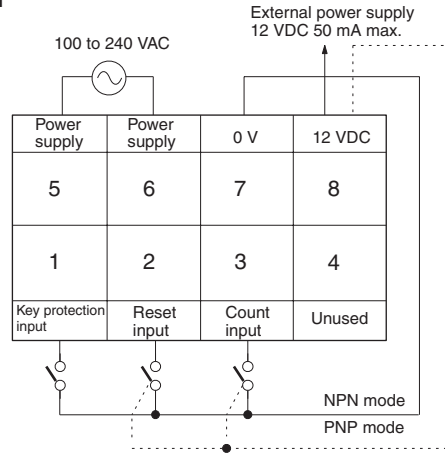 External power supply
12 VDC 50 mA max.
100 to 240 VAC
Power
supply
Power
supply
0 V
12 VDC
5
6
7
8
1
2
3
4
Key protection
input
Reset
input
Count
input
Unused
NPN mode
PNP mode